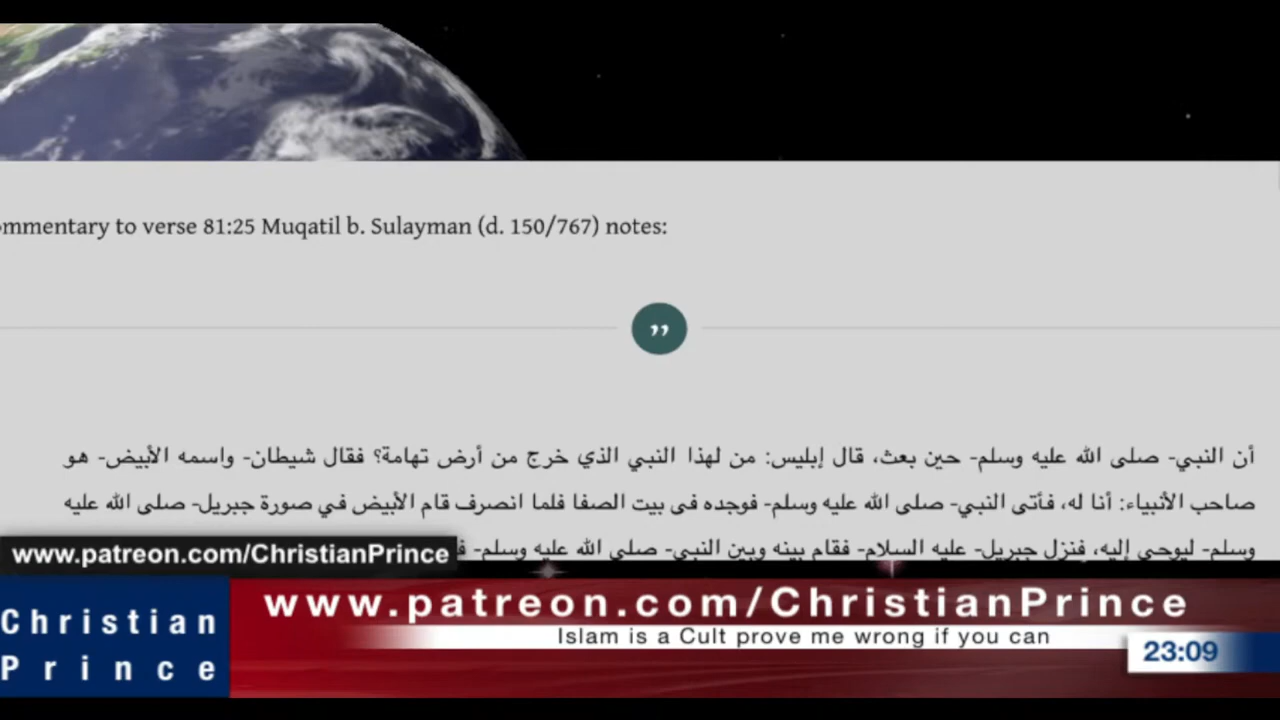 ommentary to verse 81:25 Muqatil b. Sulayman (d. 150/767) notes:
”
أن النبي- صلى الله عليه وسلم- حين بعث، قال إبليس: من لهذا النبي الذي خرج من أرض تهامة؟ فقال شيطان- واسمه الأبيض- هو
صاحب الأنبياء: أنا له، فأتى النبي- صلى الله عليه وسلم- فوجده فى بيت الصفا فلما انصرف قام الأبيض في صورة جبريل- صلى الله عليه
وسلم- ليوحى إليه، فنزل جبريل- عليه السلام- فقام بينه وبين النبي- صلى الله عليه وسلم-
www.patreon.com/ChristianPrince
Christian
Prince
www.patreon.com/ChristianPrince
Islam is a Cult prove me wrong if you can
23:09